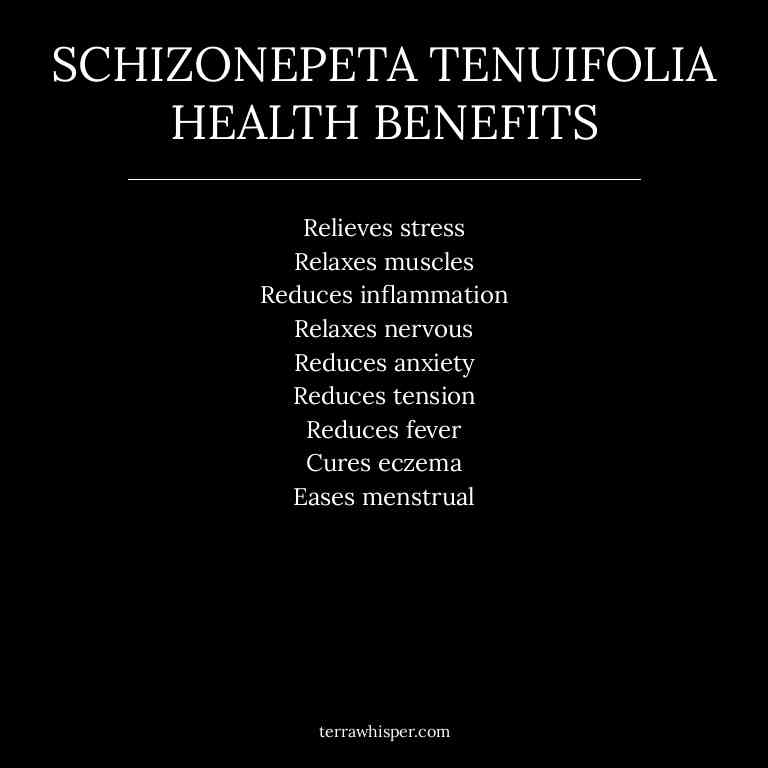 SCHIZONEPETA TENUIFOLIA
HEALTH BENEFITS
Relieves stress
Relaxes muscles
Reduces inflammation
Relaxes nervous
Reduces anxiety
Reduces tension
Reduces fever
Cures eczema
Eases menstrual
terrawhisper.com